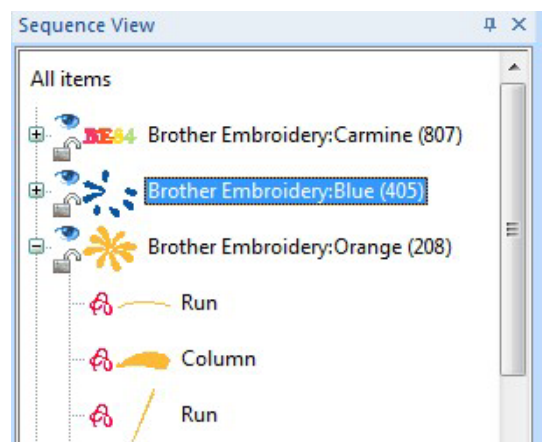 Sequence View
All items
BE64 Brother Embroidery:Carmine (807)
Brother Embroidery:Blue (405)
Brother Embroidery:Orange (208)
Run
Column
Run